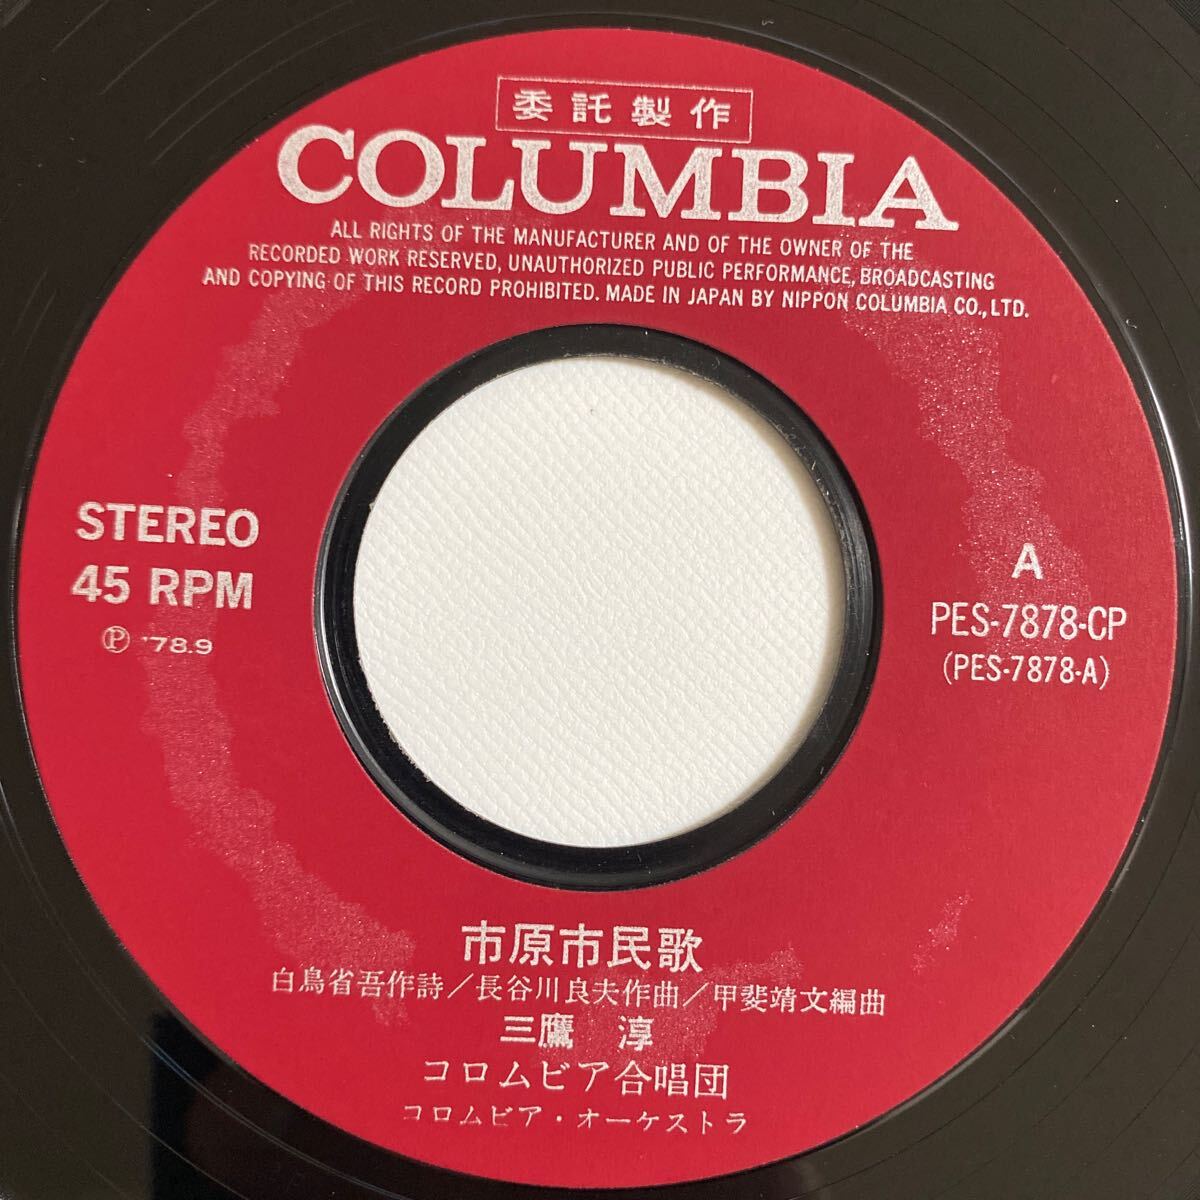 委託製作
COLUMBIA
ALL RIGHTS OF THE MANUFACTURER AND OF THE OWNER OF THE
RECORDED WORK RESERVED, UNAUTHORIZED PUBLIC PERFORMANCE, BROADCASTING
AND COPYING OF THIS RECORD PROHIBITED. MADE IN JAPAN BY NIPPON COLUMBIA CO., LTD.
STEREO
45 RPM
Ⓟ '78.9
A
PES-7878-CP
(PES-7878-A)
市原市民歌
白鳥省吾作詩/長谷川良夫作曲/甲斐靖文編曲
三鷹 淳
コロムビア合唱団
コロムビア・オーケストラ